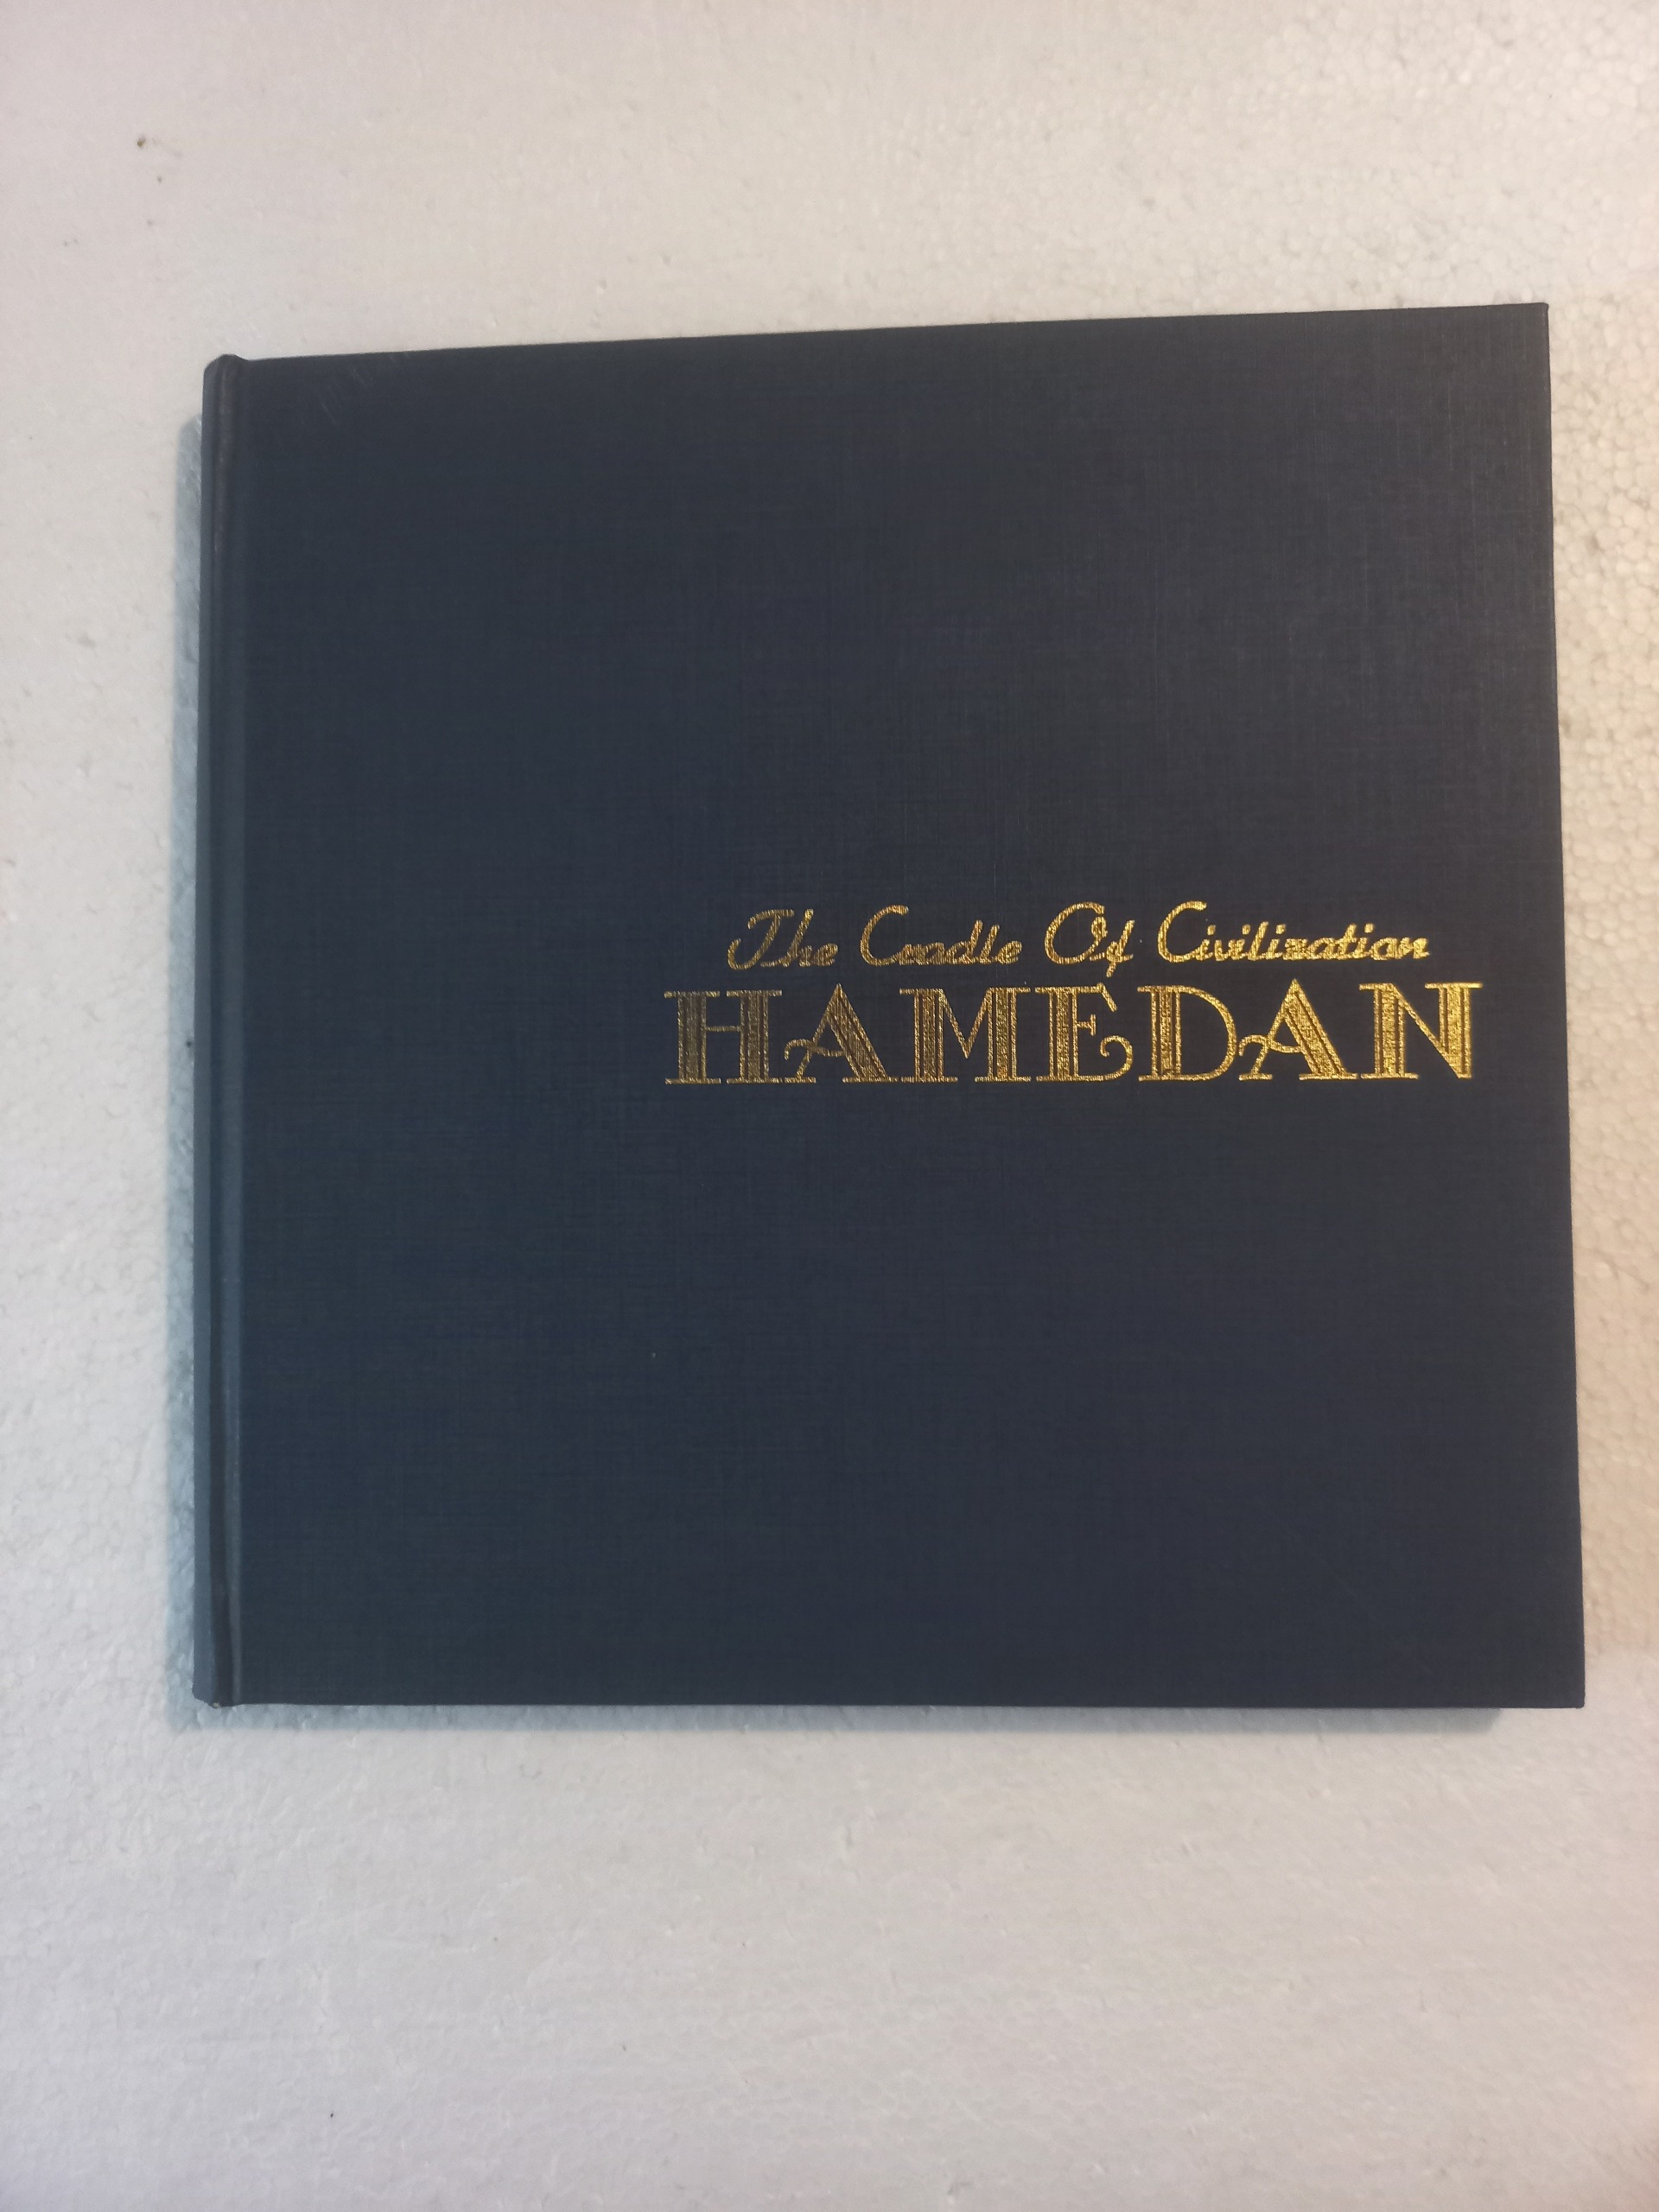 The Cradle Of Civilization
HAMEDAN